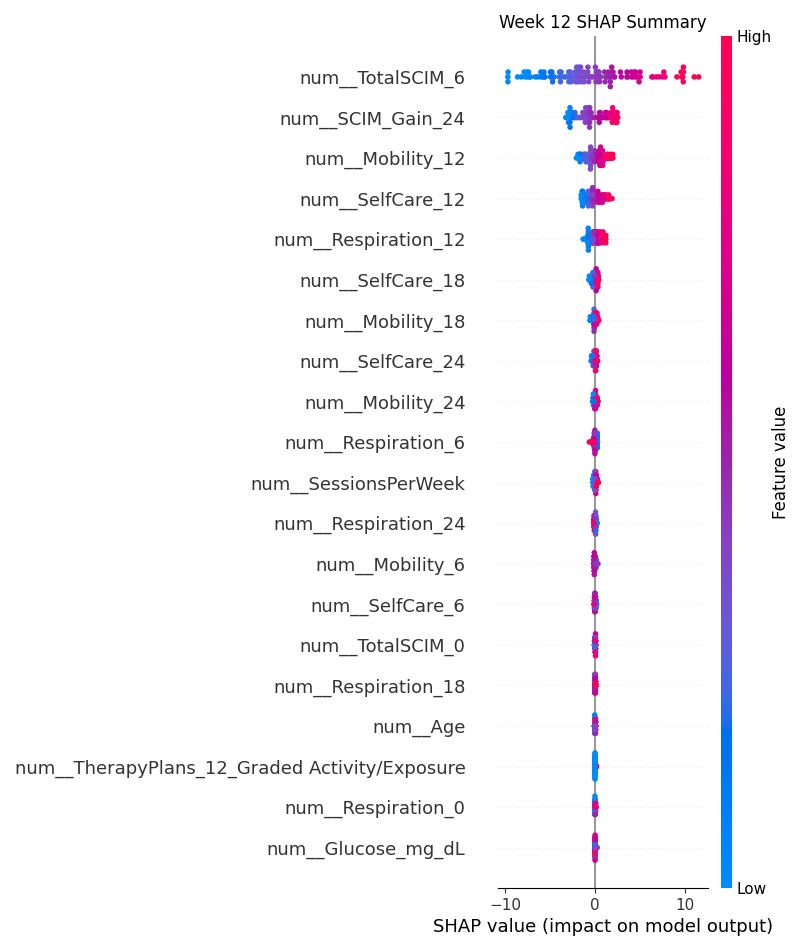 Week 12 SHAP Summary
High
num__TotalSCIM_6
num__SCIM_Gain_24
num__Mobility_12
num__SelfCare_12
num__Respiration_12
num__SelfCare_18
num__Mobility_18
num__SelfCare_24
num__Mobility_24
num__Respiration_6
num__SessionsPerWeek
num__Respiration_24
num__Mobility_6
num__SelfCare_6
num__TotalSCIM_0
num__Respiration_18
num__Age
num__TherapyPlans_12_Graded Activity/Exposure
num__Respiration_0
num__Glucose_mg_dL
Feature value
Low
−10 0 10
SHAP value (impact on model output)